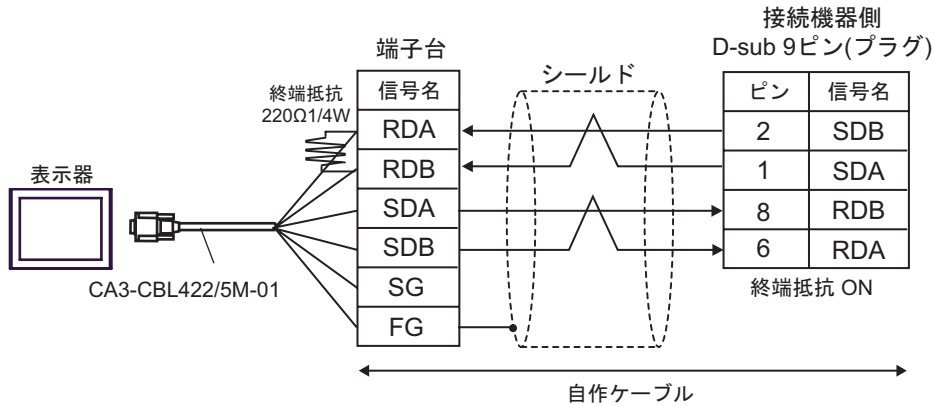 接続機器側
D-sub 9ピン(プラグ)
端子台
シールド
終端抵抗
220Ω1/4W
信号名
ピン 信号名
RDA
2 SDB
RDB
1 SDA
表示器
SDA
8 RDB
SDB
6 RDA
CA3-CBL422/5M-01
SG
終端抵抗 ON
FG
自作ケーブル